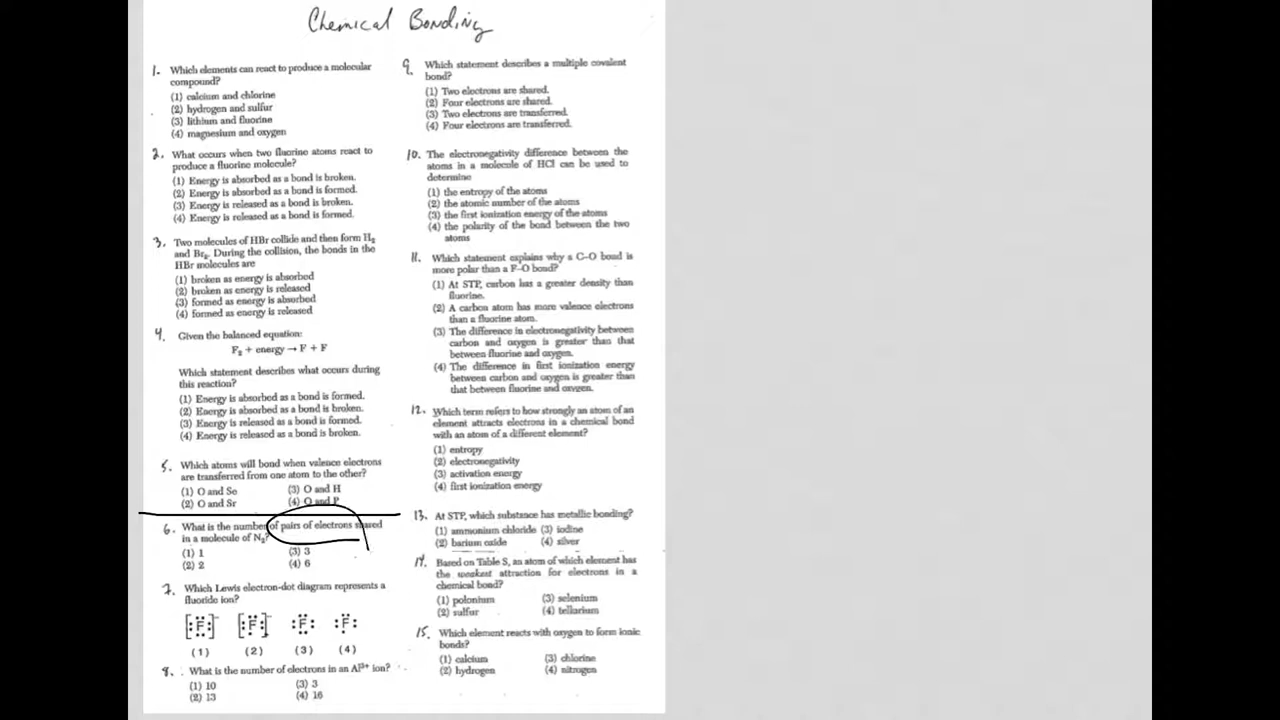 Chemical Bonding
1. Which elements can react to produce a molecular
compound?
(1) calcium and chlorine
(2) hydrogen and sulfur
(3) lithium and fluorine
(4) magnesium and oxygen
2. What occurs when two fluorine atoms react to
produce a fluorine molecule?
(1) Energy is absorbed as a bond is broken.
(2) Energy is absorbed as a bond is formed.
(3) Energy is released as a bond is broken.
(4) Energy is released as a bond is formed.
3. Two molecules of HBr collide and then form H₂
and Br₂. During the collision, the bonds in the
HBr molecules are
(1) broken as energy is absorbed
(2) broken as energy is released
(3) formed as energy is absorbed
(4) formed as energy is released
4. Given the balanced equation:
F₂ + energy → F + F
Which statement describes what occurs during
this reaction?
(1) Energy is absorbed as a bond is formed.
(2) Energy is absorbed as a bond is broken.
(3) Energy is released as a bond is formed.
(4) Energy is released as a bond is broken.
5. Which atoms will bond when valence electrons
are transferred from one atom to the other?
(1) O and Se (3) O and H
(2) O and Sr (4) O and P
6. What is the number of pairs of electrons shared
in a molecule of N₂?
(1) 1 (3) 3
(2) 2 (4) 6
7. Which Lewis electron-dot diagram represents a
fluoride ion?
[F]⁻ [F]⁻ F F
(1) (2) (3) (4)
8. What is the number of electrons in an Al³⁺ ion?
(1) 10 (3) 3
(2) 13 (4) 16
9. Which statement describes a multiple covalent
bond?
(1) Two electrons are shared.
(2) Four electrons are shared.
(3) Two electrons are transferred.
(4) Four electrons are transferred.
10. The electronegativity difference between the
atoms in a molecule of HCl can be used to
determine
(1) the entropy of the atoms
(2) the atomic number of the atoms
(3) the first ionization energy of the atoms
(4) the polarity of the bond between the two
atoms
11. Which statement explains why a C–O bond is
more polar than a F–O bond?
(1) At STP, carbon has a greater density than
fluorine.
(2) A carbon atom has more valence electrons
than a fluorine atom.
(3) The difference in electronegativity between
carbon and oxygen is greater than that
between fluorine and oxygen.
(4) The difference in first ionization energy
between carbon and oxygen is greater than
that between fluorine and oxygen.
12. Which term refers to how strongly an atom of an
element attracts electrons in a chemical bond
with an atom of a different element?
(1) entropy
(2) electronegativity
(3) activation energy
(4) first ionization energy
13. At STP, which substance has metallic bonding?
(1) ammonium chloride (3) iodine
(2) barium oxide (4) silver
14. Based on Table S, an atom of which element has
the weakest attraction for electrons in a
chemical bond?
(1) polonium (3) selenium
(2) sulfur (4) tellurium
15. Which element reacts with oxygen to form ionic
bonds?
(1) calcium (3) chlorine
(2) hydrogen (4) nitrogen